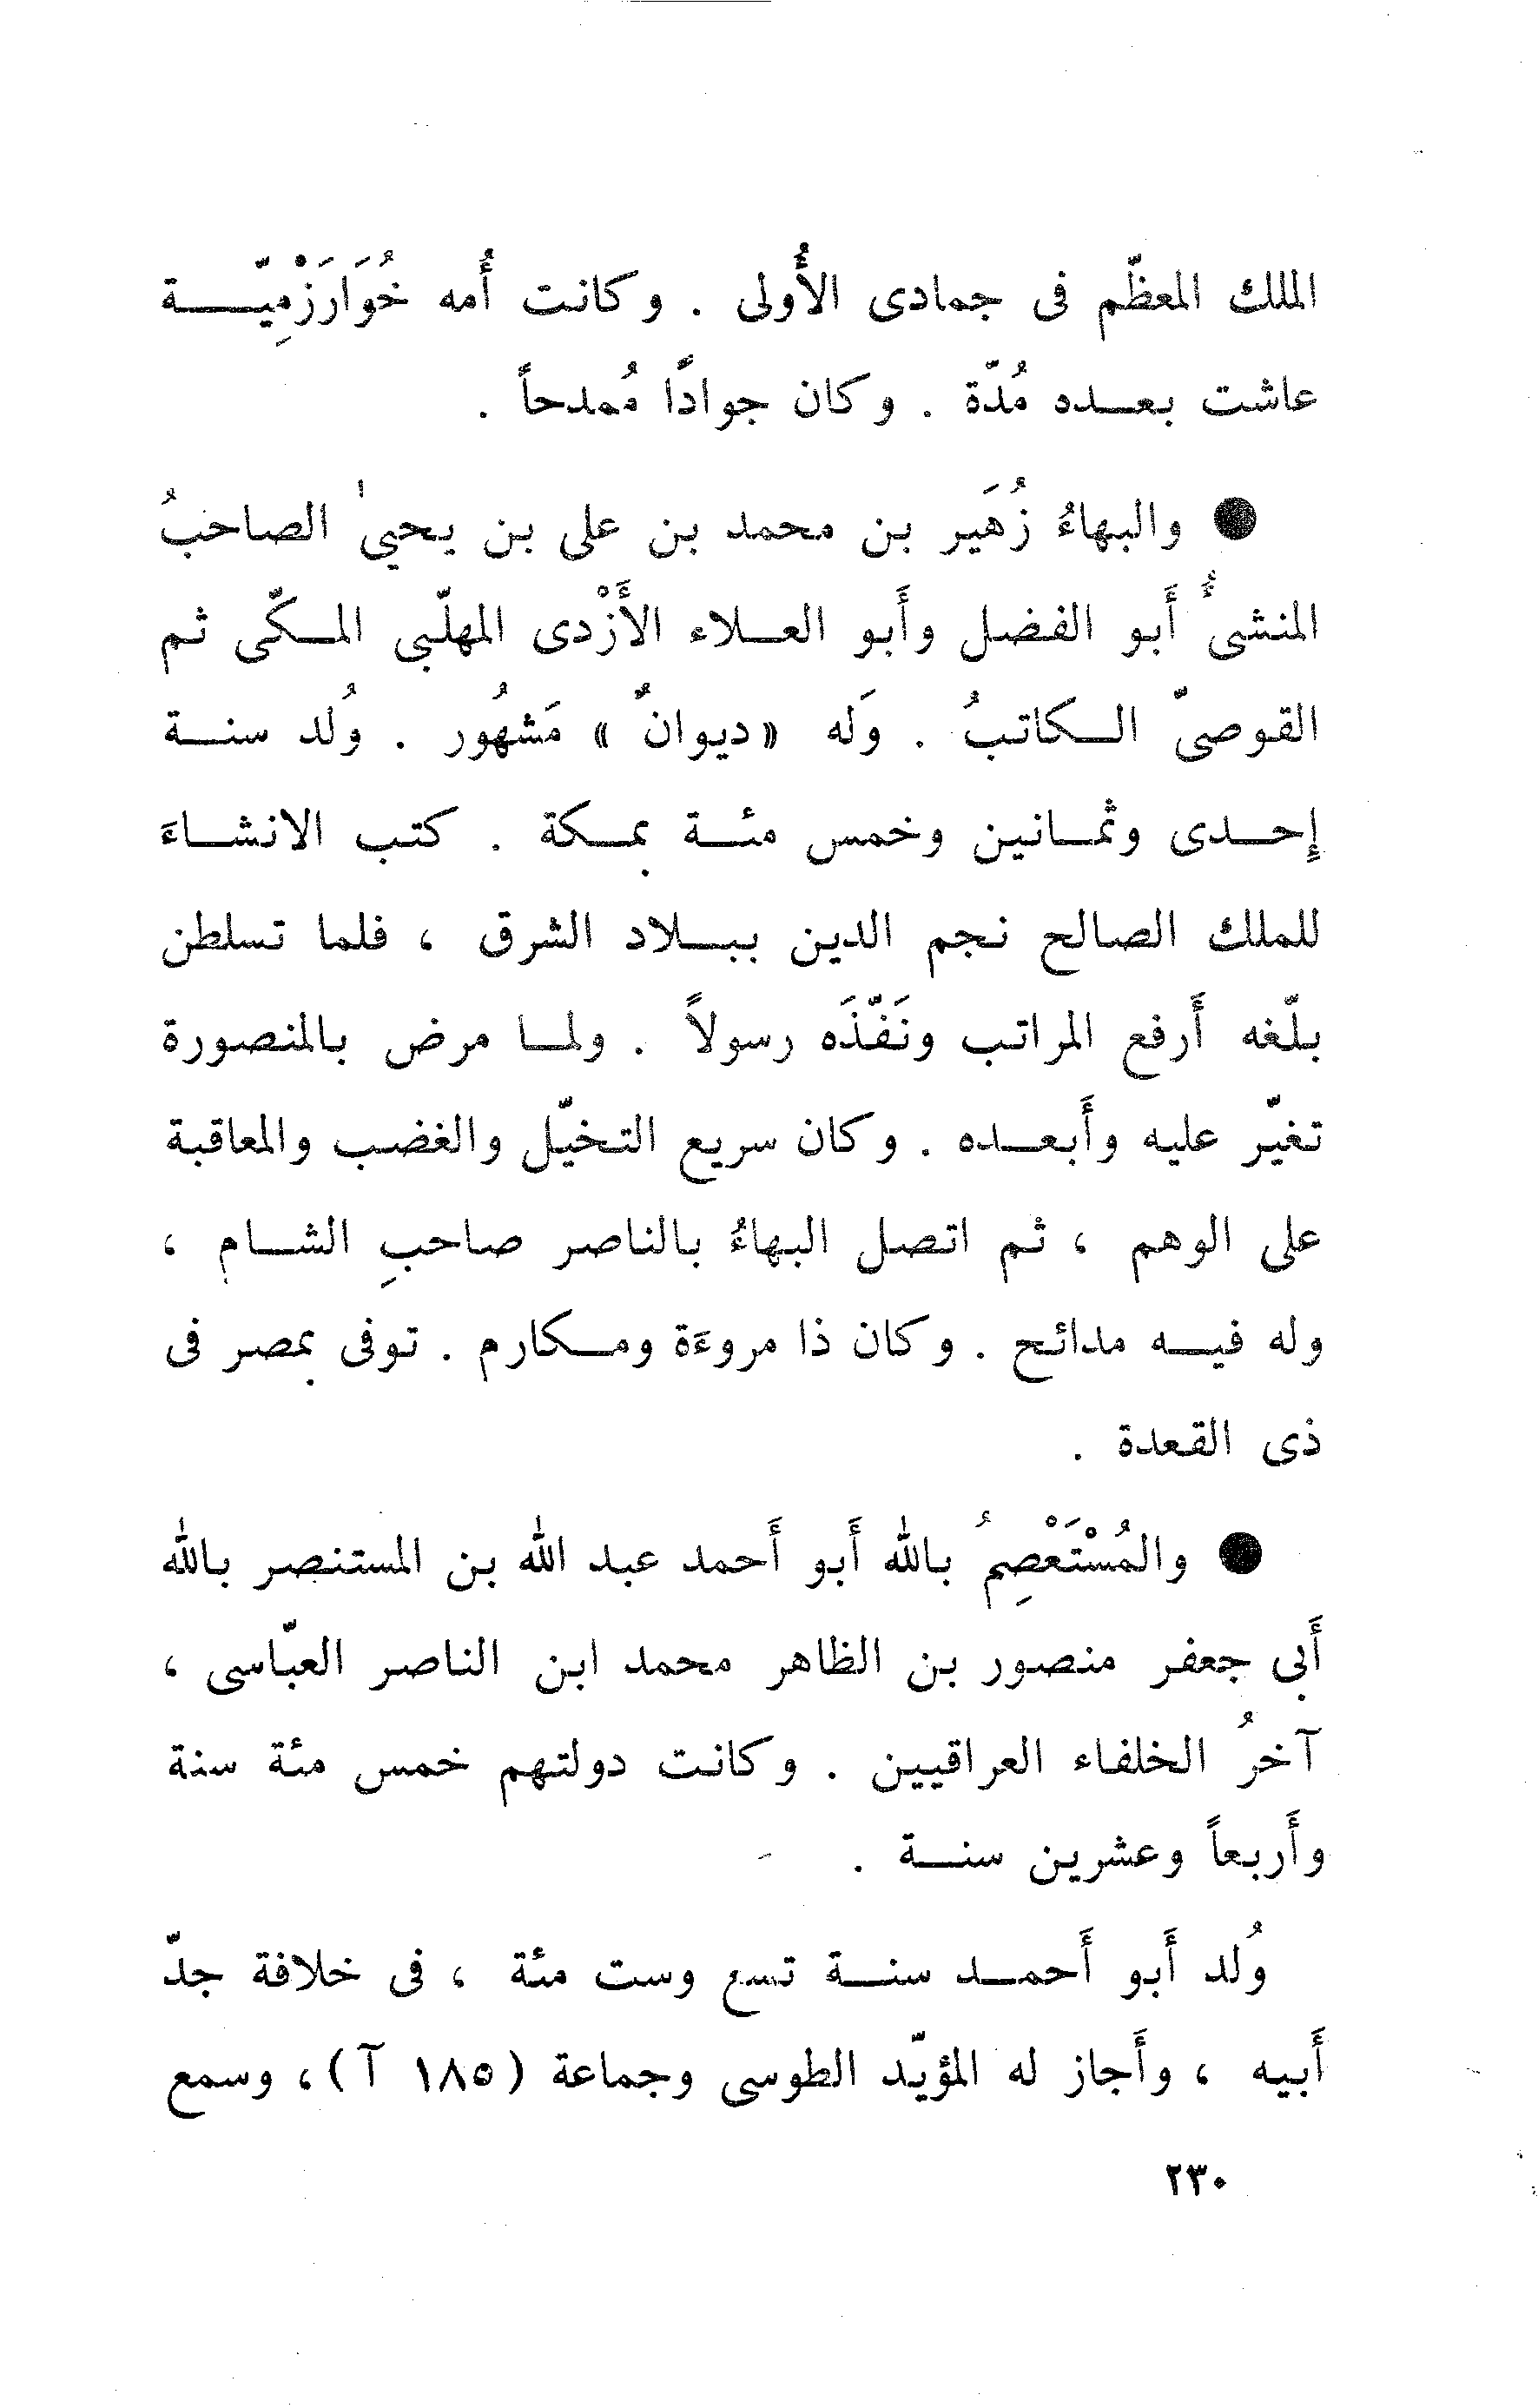 الملك المعظّم فى جمادى الأُولى . وكانت أُمه خُوَارَزْمِيّة
عاشت بعده مُدّة . وكان جوادًا مُمدحاً .
● والبهاءُ زُهَير بن محمد بن على بن يحيىٰ الصاحبُ
المنشىُٔ أَبو الفضل وأَبو العلاء الأَزْدى المهلّبى المكّى ثم
القوصىّ الكاتبُ . وَله «ديوانٌ» مَشهُور . وُلد سنة
إِحدى وثمانين وخمس مئة بمكة . كتب الانشاءَ
للملك الصالح نجم الدين ببلاد الشرق ، فلما تسلطن
بلّغه أَرفع المراتب ونَفّذَه رسولاً . ولما مرض بالمنصورة
تغيّر عليه وأَبعده . وكان سريع التخيّل والغضب والمعاقبة
على الوهم ، ثم اتصل البهاءُ بالناصر صاحبِ الشام ،
وله فيه مدائح . وكان ذا مروءَة ومكارم . توفى بمصر فى
ذى القعدة .
● والمُسْتَعْصِمُ بالله أَبو أَحمد عبد الله بن المستنصر بالله
أَبى جعفر منصور بن الظاهر محمد ابن الناصر العبّاسى ،
آخرُ الخلفاء العراقيين . وكانت دولتهم خمس مئة سنة
وأَربعاً وعشرين سنة .
وُلد أَبو أَحمد سنة تسع وست مئة ، فى خلافة جدّ
أَبيه ، وأَجاز له المؤيّد الطوسى وجماعة (١٨٥ آ) ، وسمع
٢٣٠